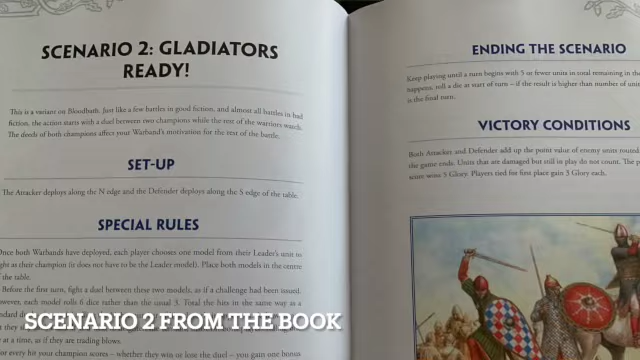 SCENARIO 2: GLADIATORS
READY!
This is a variant on Bloodbath. Just like a few battles in good fiction, and almost all battles in bad
fiction, the action starts with a duel between two champions while the rest of the warriors watch.
The deeds of both champions affect your Warband's motivation for the rest of the battle.
SET-UP
The Attacker deploys along the N edge and the Defender deploys along the S edge of the table.
SPECIAL RULES
Once both Warbands have deployed, each player chooses one model from their Leader's unit to
fight as their champion (it does not have to be the Leader model). Place both models in the centre
of the table.
Before the first turn, fight a duel between these two models, as if a challenge had been issued.
However, each model rolls 6 dice rather than the usual 3. Total the hits in the same way as a
at a time, as if they are trading blows.
For every hit your champion scores – whether they win or lose the duel – you gain one bonus
ENDING THE SCENARIO
Keep playing until a turn begins with 5 or fewer units in total remaining in the
happens, roll a die at start of turn – if the result is higher than number of unit
is the final turn.
VICTORY CONDITIONS
Both Attacker and Defender add up the point value of enemy units routed
the game ends. Units that are damaged but still in play do not count. The p
score wins 5 Glory. Players tied for first place gain 3 Glory each.
SCENARIO 2 FROM THE BOOK